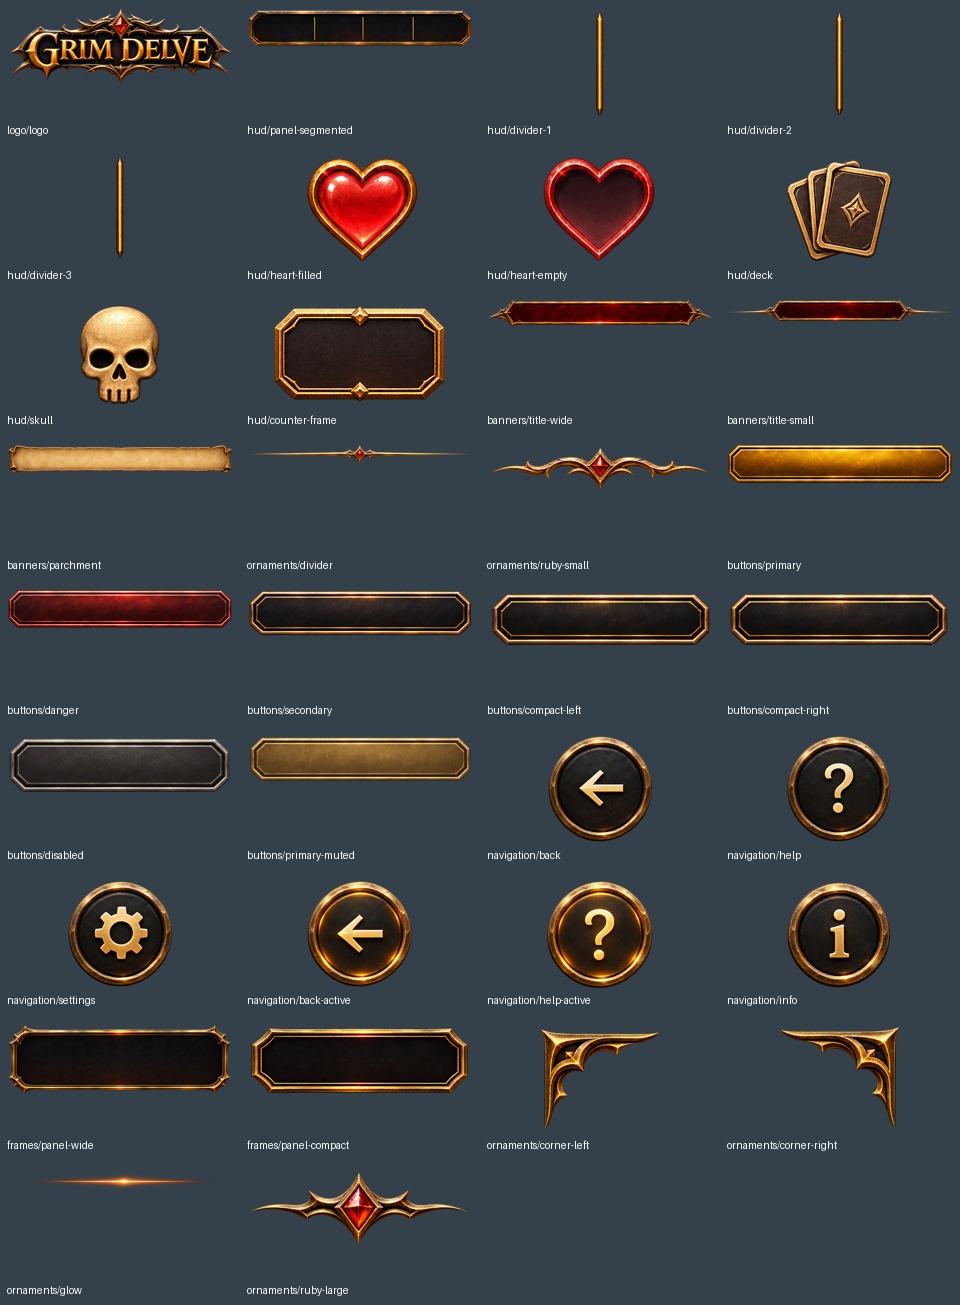 GRIM DELVE
logo/logo
hud/panel-segmented
hud/divider-1
hud/divider-2
hud/divider-3
hud/heart-filled
hud/heart-empty
hud/deck
hud/skull
hud/counter-frame
banners/title-wide
banners/title-small
banners/parchment
ornaments/divider
ornaments/ruby-small
buttons/primary
buttons/danger
buttons/secondary
buttons/compact-left
buttons/compact-right
?
buttons/disabled
buttons/primary-muted
navigation/back
navigation/help
?
i
navigation/settings
navigation/back-active
navigation/help-active
navigation/info
frames/panel-wide
frames/panel-compact
ornaments/corner-left
ornaments/corner-right
ornaments/glow
ornaments/ruby-large